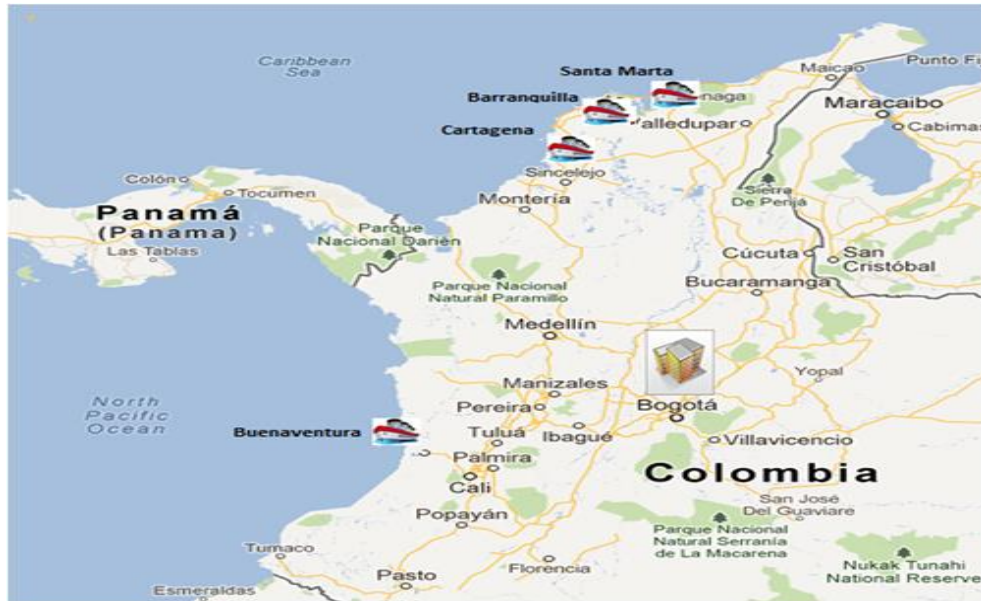 Caribbean
Sea
Santa Marta
Barranquilla
Cartagena
Maicao
Punto Fi
naga
Maracaibo
alledupar
Cabimas
Sincelejo
Colón
Tocumen
Montería
Sierra
De Perijá
Panamá
(Panama)
Las Tablas
Parque
Nacional Darién
Cúcuta
San
Cristóbal
Parque Nacional
Natural Paramillo
Bucaramanga
Medellín
Yopal
Manizales
Pereira
Bogotá
North
Pacific
Ocean
Buenaventura
Tuluá
Ibagué
Villavicencio
Palmira
Cali
Colombia
San José
Del Guaviare
Popayán
Parque Nacional
Natural Serranía
de La Macarena
Tumaco
Florencia
Nukak Tunahi
National Reserve
Pasto
Esmeraldas